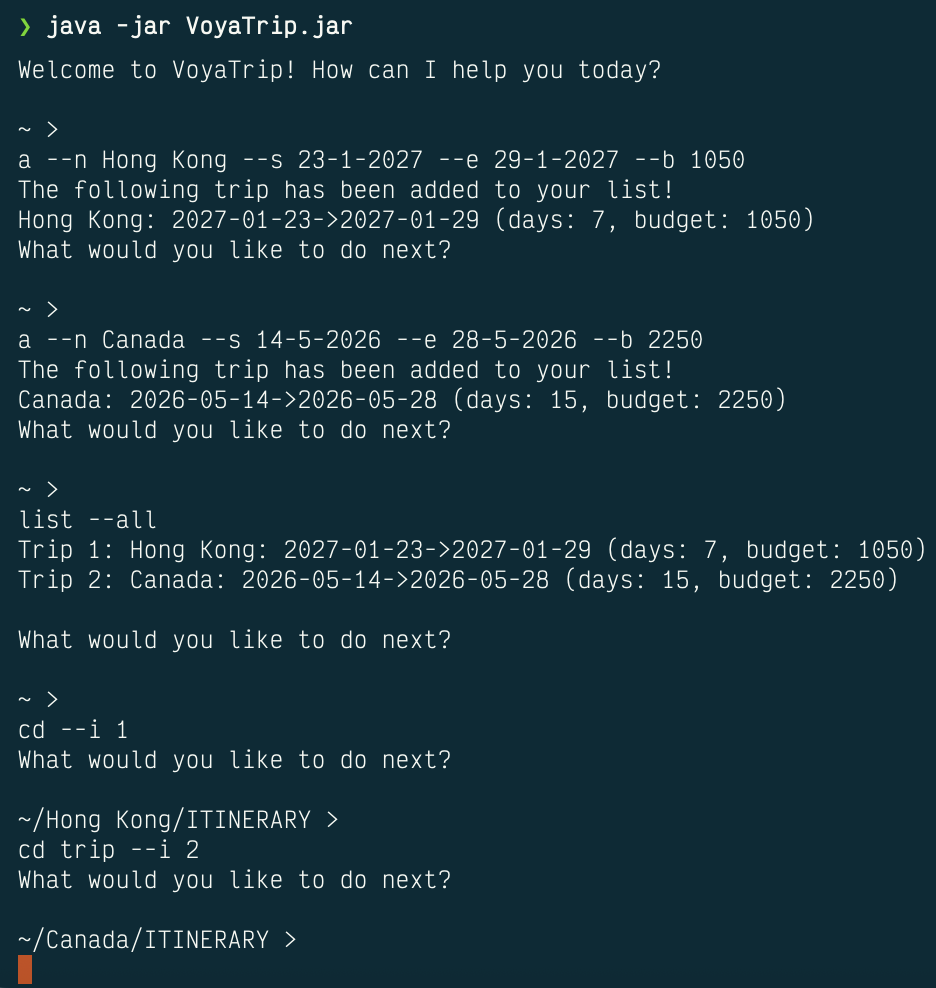 ❯ java -jar VoyaTrip.jar
Welcome to VoyaTrip! How can I help you today?
~ >
a --n Hong Kong --s 23-1-2027 --e 29-1-2027 --b 1050
The following trip has been added to your list!
Hong Kong: 2027-01-23->2027-01-29 (days: 7, budget: 1050)
What would you like to do next?
~ >
a --n Canada --s 14-5-2026 --e 28-5-2026 --b 2250
The following trip has been added to your list!
Canada: 2026-05-14->2026-05-28 (days: 15, budget: 2250)
What would you like to do next?
~ >
list --all
Trip 1: Hong Kong: 2027-01-23->2027-01-29 (days: 7, budget: 1050)
Trip 2: Canada: 2026-05-14->2026-05-28 (days: 15, budget: 2250)
What would you like to do next?
~ >
cd --i 1
What would you like to do next?
~/Hong Kong/ITINERARY >
cd trip --i 2
What would you like to do next?
~/Canada/ITINERARY >